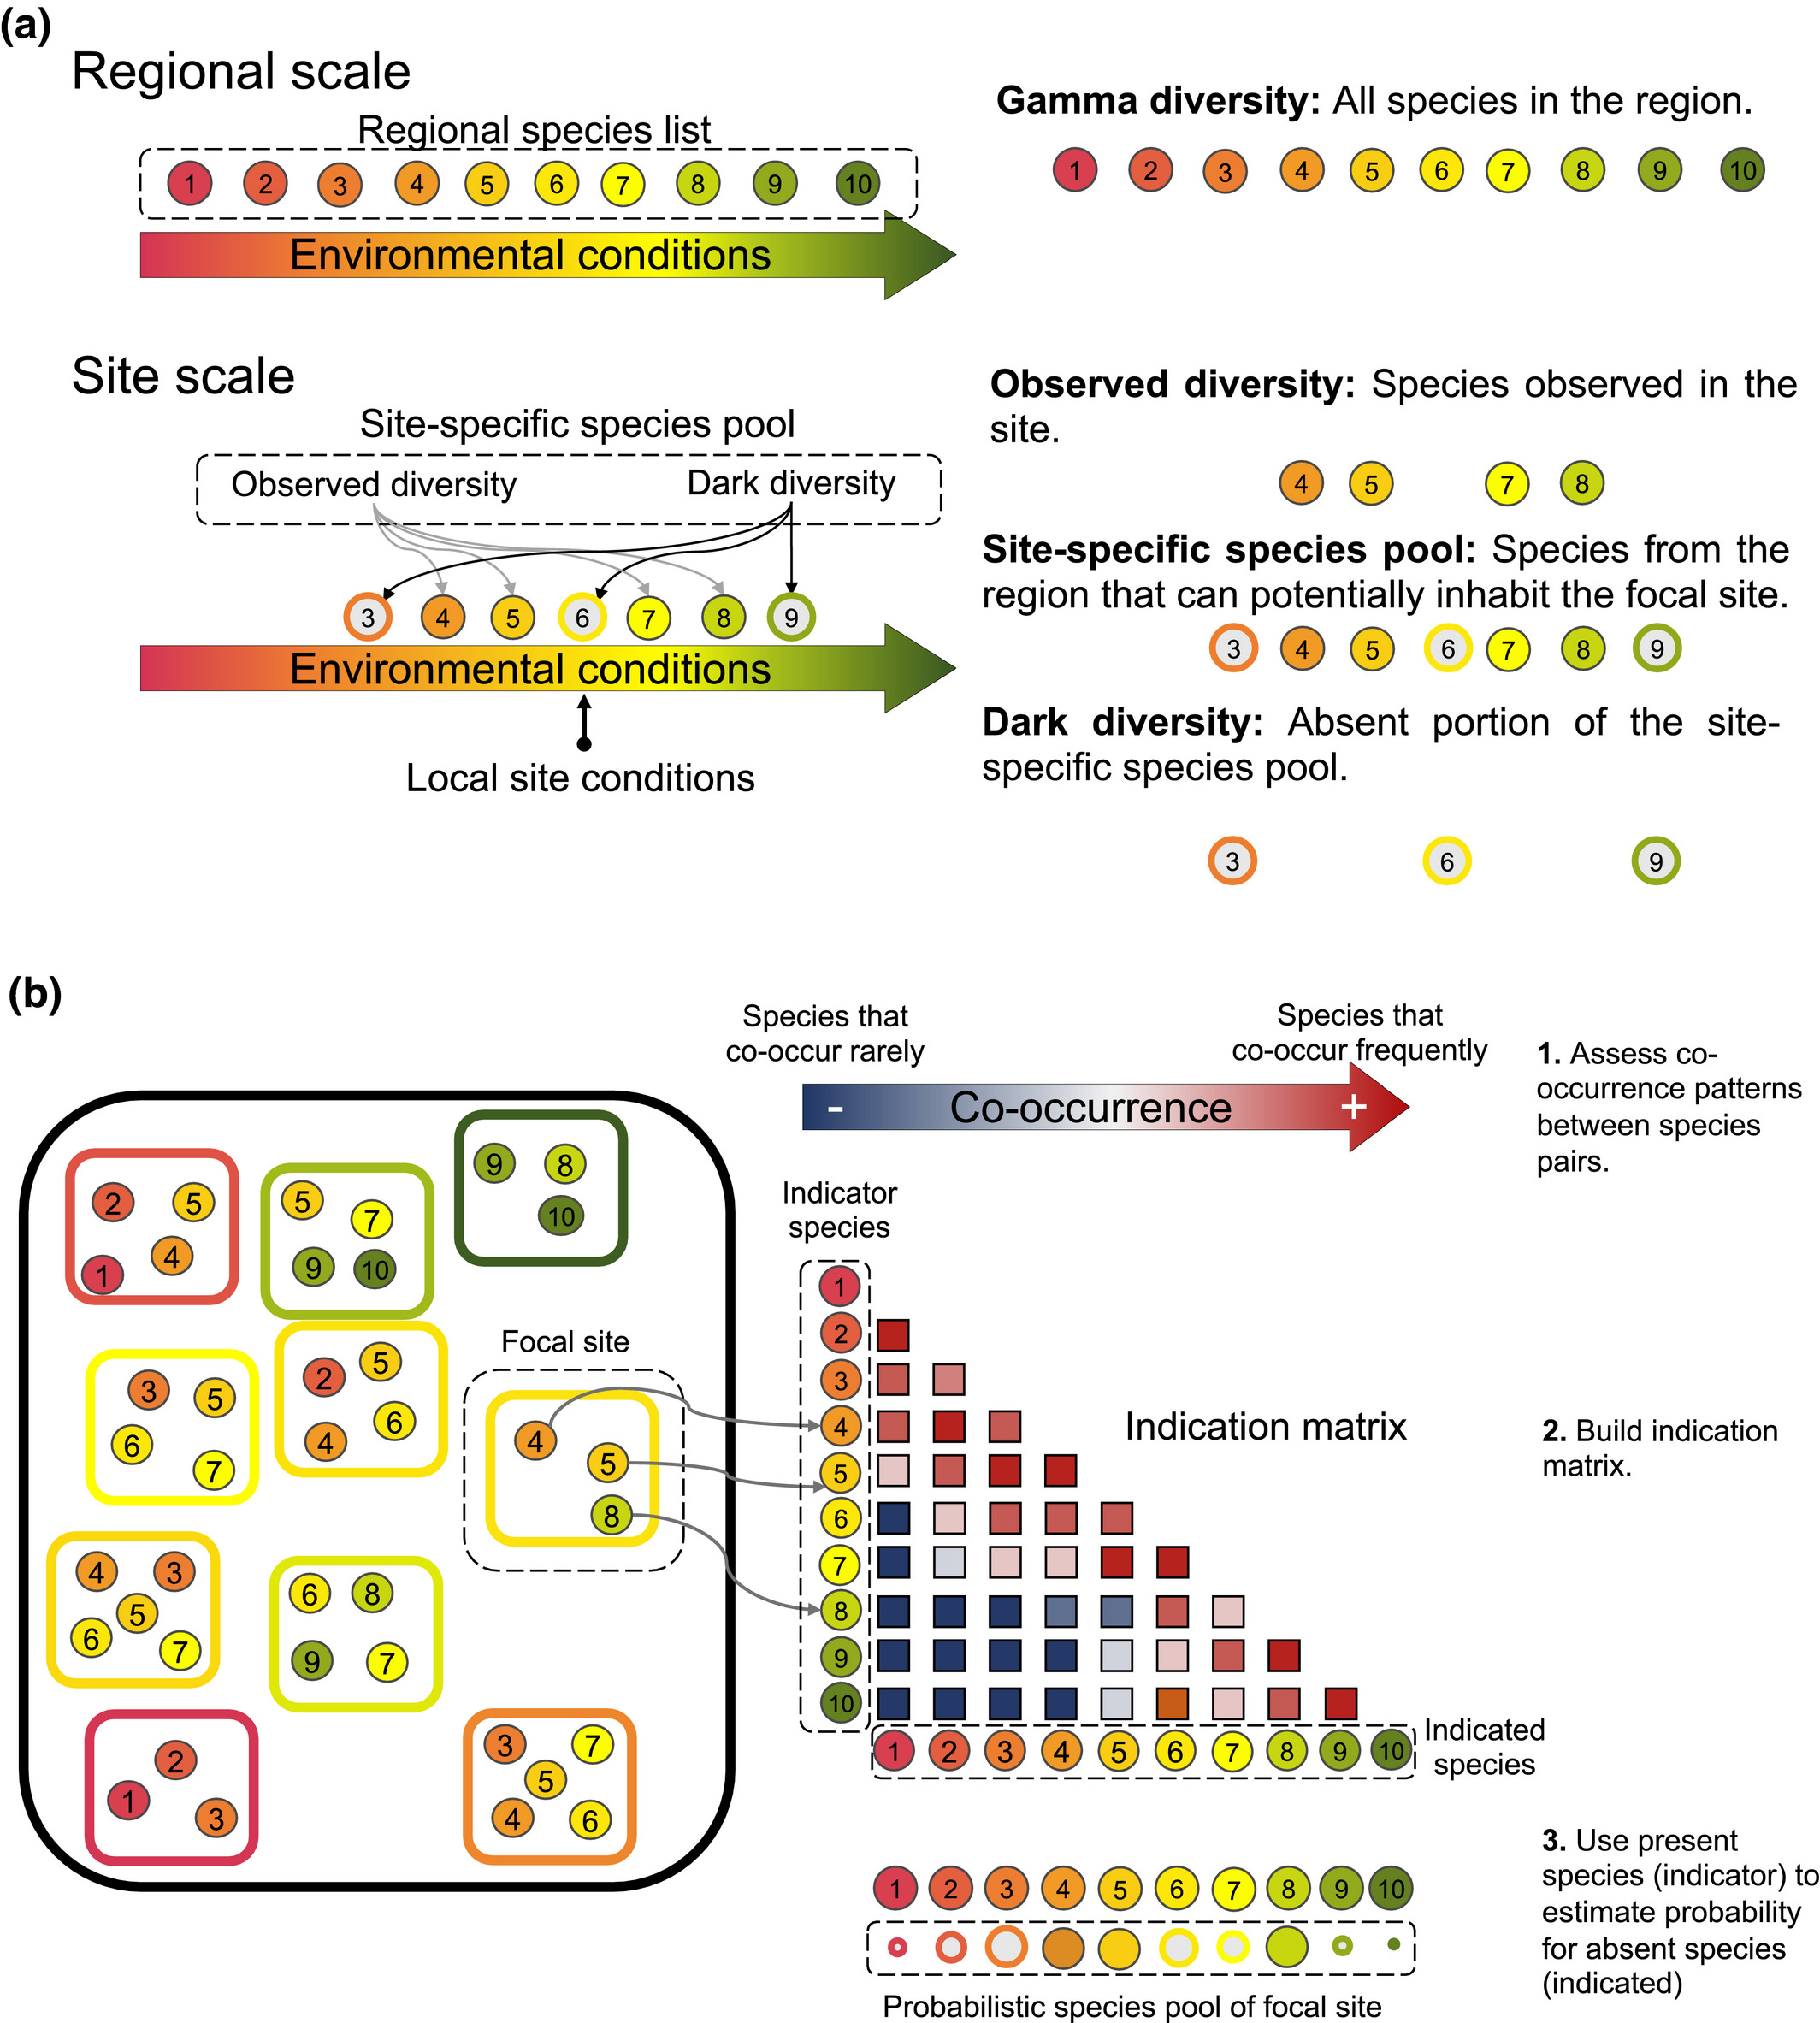 (a)
Regional scale
Regional species list
1 2 3 4 5 6 7 8 9 10
Environmental conditions
Gamma diversity: All species in the region.
1 2 3 4 5 6 7 8 9 10
Site scale
Site-specific species pool
Observed diversity
Dark diversity
3 4 5 6 7 8 9
Environmental conditions
Local site conditions
Observed diversity: Species observed in the
site.
4 5 7 8
Site-specific species pool: Species from the
region that can potentially inhabit the focal site.
3 4 5 6 7 8 9
Dark diversity: Absent portion of the site-
specific species pool.
3 6 9
(b)
2 5
4
1
5
7
9 10
9 8
10
3 5
6
7
2 5
6
4
Focal site
4
5
8
4 3
5
6 7
6 8
9 7
2
1
3
3 7
5
4 6
Species that
co-occur rarely
Species that
co-occur frequently
- Co-occurrence +
1. Assess co-
occurrence patterns
between species
pairs.
Indicator
species
1
2
3
4
5
6
7
8
9
10
Indication matrix
2. Build indication
matrix.
1 2 3 4 5 6 7 8 9 10
Indicated
species
3. Use present
species (indicator) to
estimate probability
for absent species
(indicated)
1 2 3 4 5 6 7 8 9 10
Probabilistic species pool of focal site